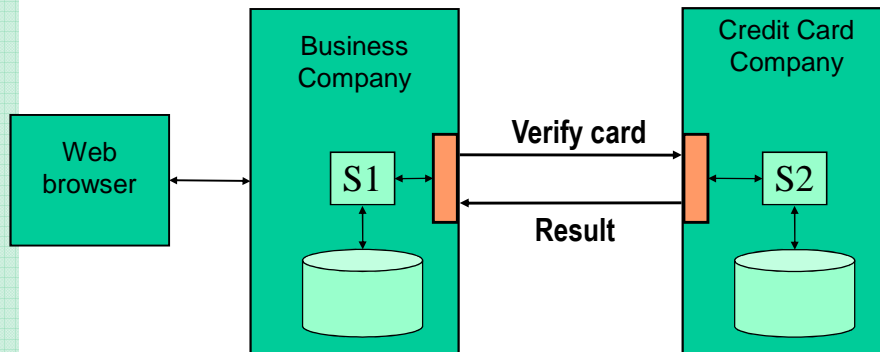 Business
Company
Credit Card
Company
Web
browser
Verify card
S1
S2
Result